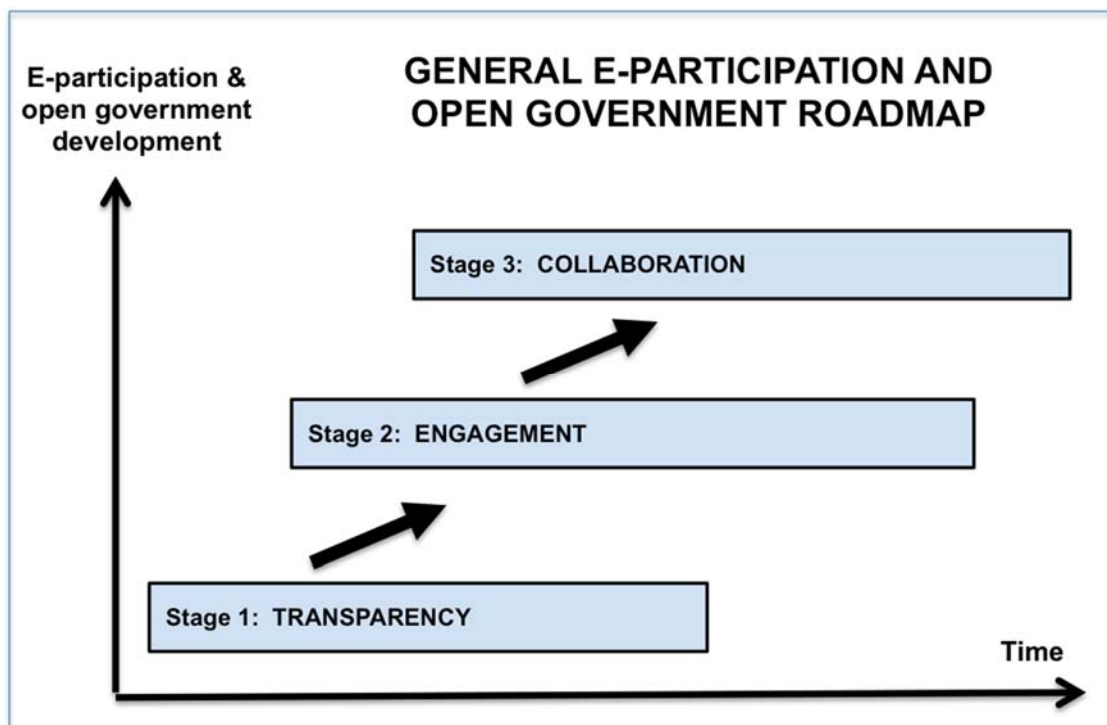 E-participation &
open government
development
GENERAL E-PARTICIPATION AND
OPEN GOVERNMENT ROADMAP
Stage 3: COLLABORATION
Stage 2: ENGAGEMENT
Stage 1: TRANSPARENCY
Time